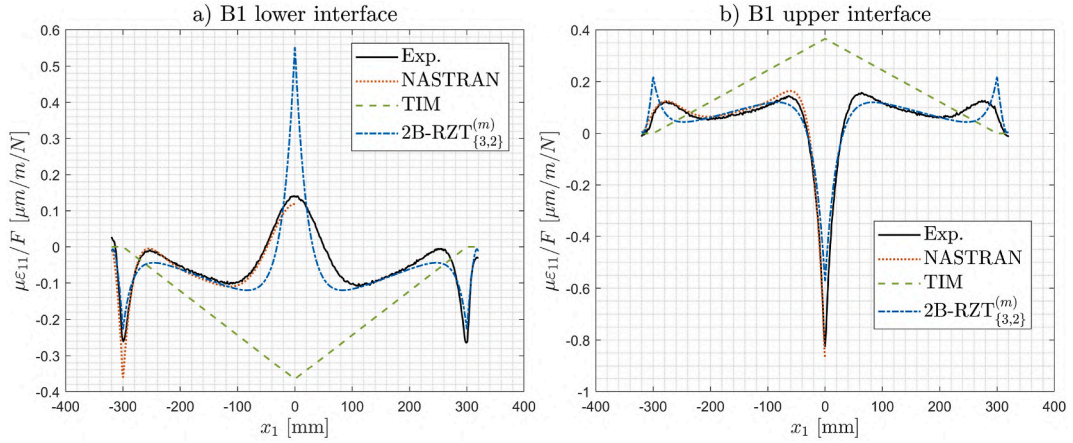 a) B1 lower interface
0.6
0.5
0.4
0.3
0.2
0.1
0
-0.1
-0.2
-0.3
-0.4
με₁₁/F [μm/m/N]
Exp.
NASTRAN
TIM
2B-RZT^{(m)}_{\{3,2\}}
-400 -300 -200 -100 0 100 200 300 400
x₁ [mm]
b) B1 upper interface
0.4
0.2
0
-0.2
-0.4
-0.6
-0.8
-1
με₁₁/F [μm/m/N]
Exp.
NASTRAN
TIM
2B-RZT^{(m)}_{\{3,2\}}
-400 -300 -200 -100 0 100 200 300 400
x₁ [mm]